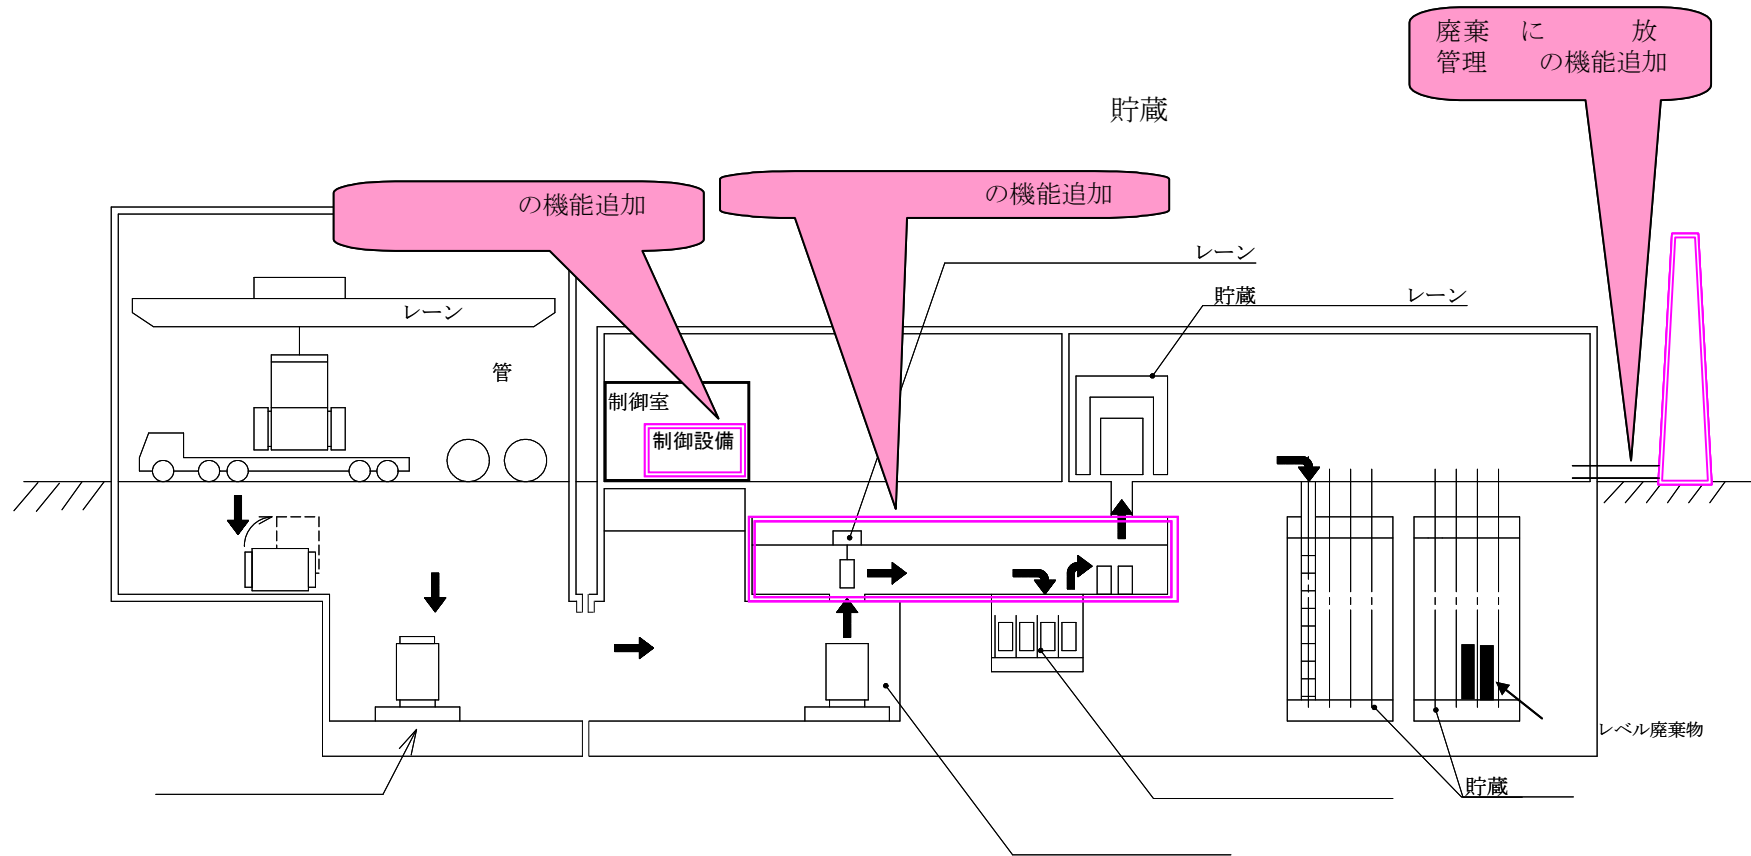 廃棄 に 放
管理 の機能追加
貯蔵
の機能追加
の機能追加
レーン
貯蔵 レーン
レーン
管
制御室
制御設備
レベル廃棄物
貯蔵